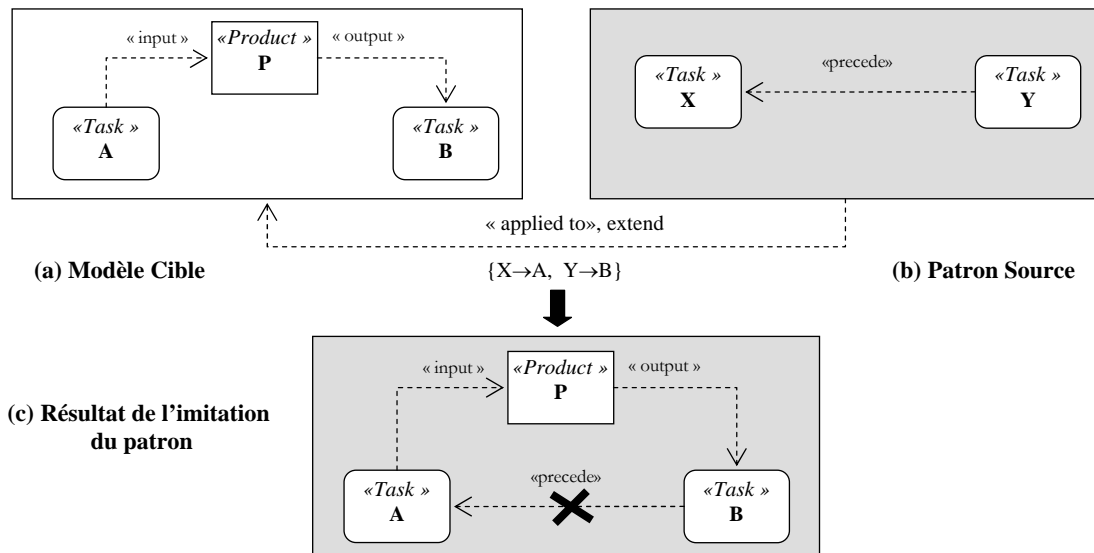 « input »
«Product »
P
« output »
«Task »
A
«Task »
B
«Task »
X
«precede»
«Task »
Y
« applied to», extend
(a) Modèle Cible
{X→A, Y→B}
(b) Patron Source
(c) Résultat de l’imitation
du patron
« input »
«Product »
P
« output »
«Task »
A
«precede»
«Task »
B